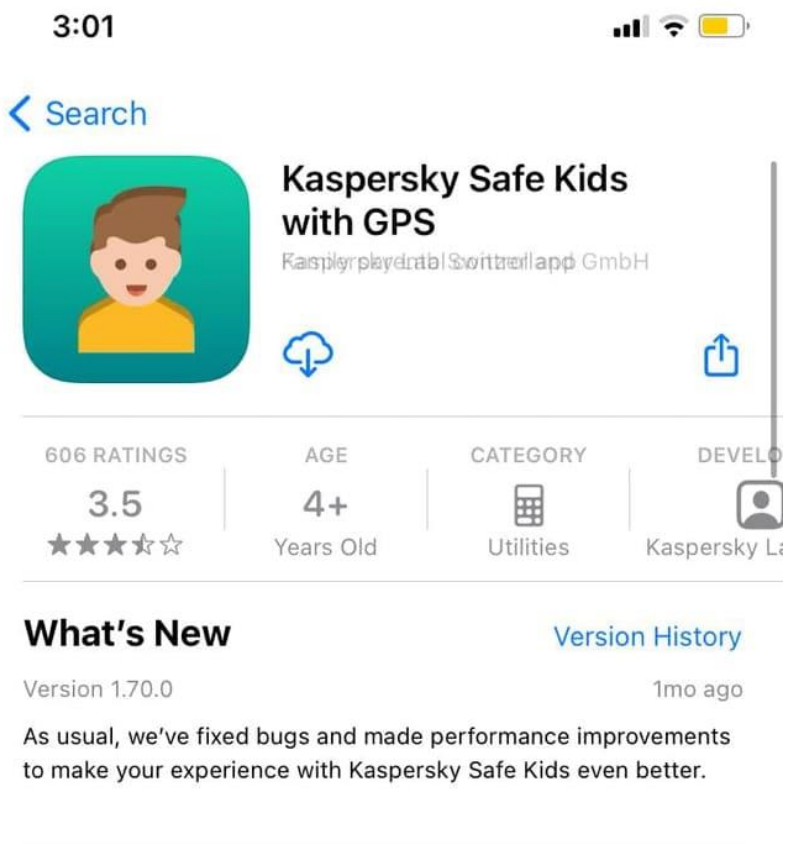 3:01
Search
Kaspersky Safe Kids
with GPS
GmbH
606 RATINGS
AGE
CATEGORY
DEVELO
3.5
4+
Years Old
Utilities
Kaspersky La
What's New
Version History
Version 1.70.0
1mo ago
As usual, we've fixed bugs and made performance improvements
to make your experience with Kaspersky Safe Kids even better.